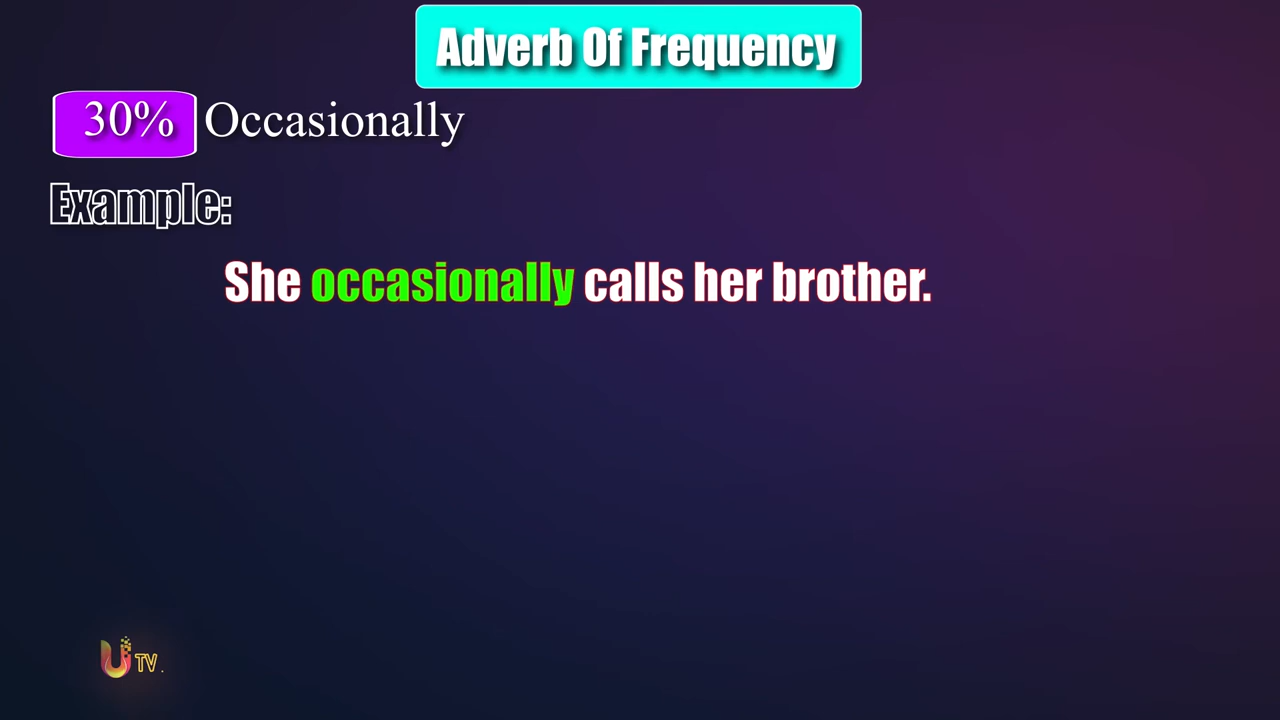 Adverb Of Frequency
30% Occasionally
Example:
She occasionally calls her brother.
U TV.